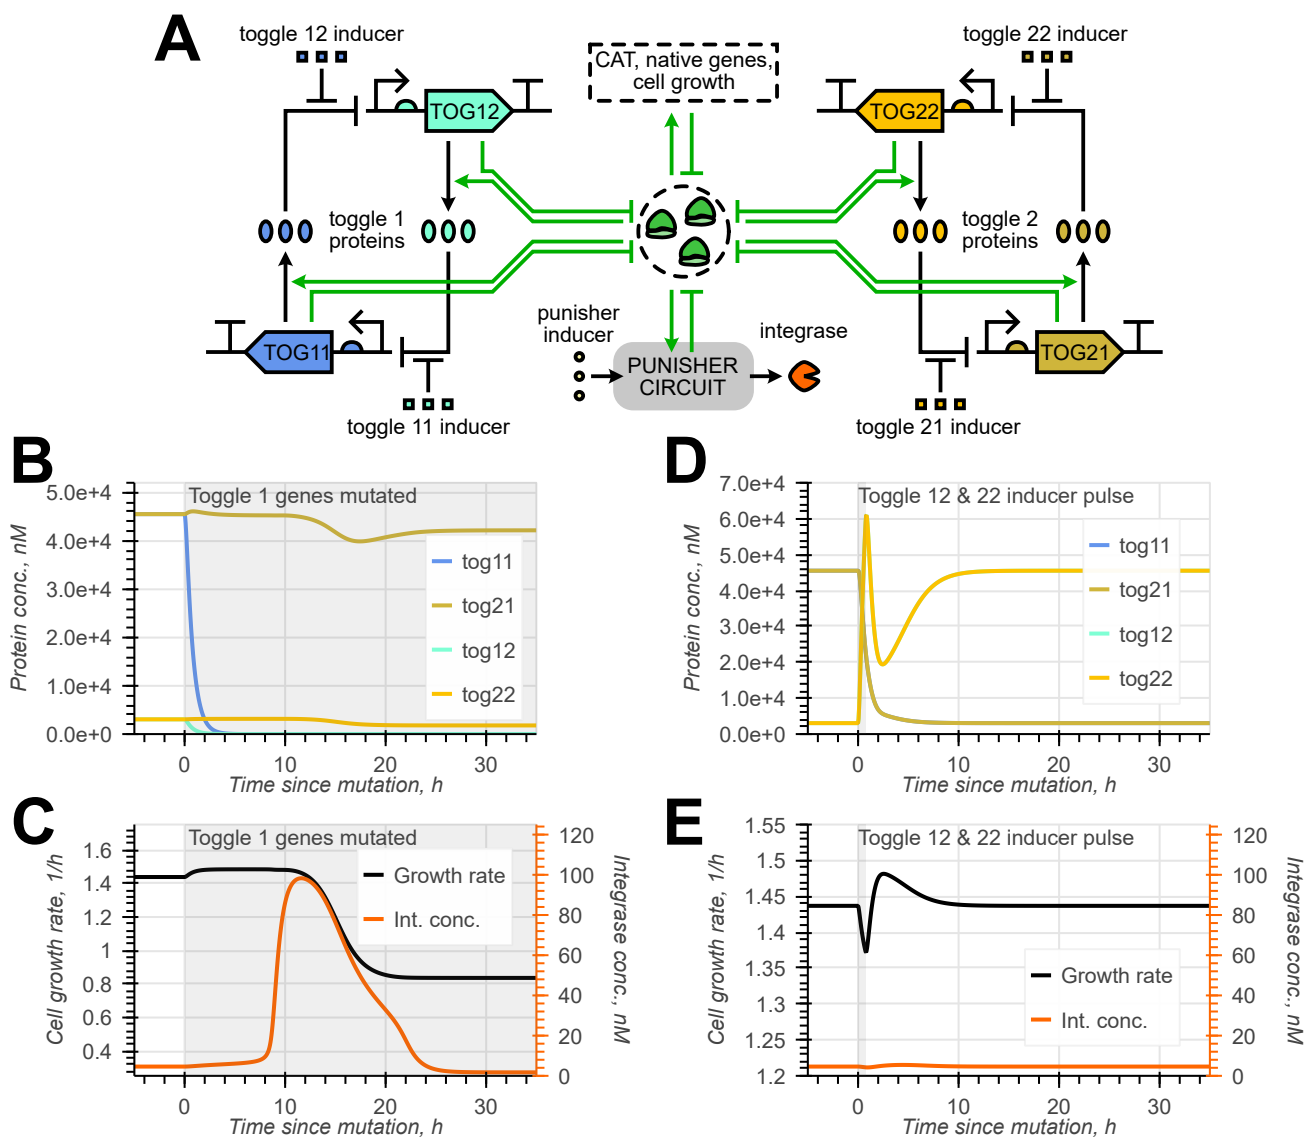 A
toggle 12 inducer
TOG12
CAT, native genes,
cell growth
toggle 22 inducer
TOG22
toggle 1
proteins
toggle 2
proteins
TOG11
punisher
inducer
PUNISHER
CIRCUIT
integrase
TOG21
toggle 11 inducer
toggle 21 inducer
B
Toggle 1 genes mutated
Protein conc., nM
5.0e+4
4.0e+4
3.0e+4
2.0e+4
1.0e+4
0.0e+0
tog11
tog21
tog12
tog22
0 10 20 30
Time since mutation, h
D
Toggle 12 & 22 inducer pulse
Protein conc., nM
7.0e+4
6.0e+4
5.0e+4
4.0e+4
3.0e+4
2.0e+4
1.0e+4
0.0e+0
tog11
tog21
tog12
tog22
0 10 20 30
Time since mutation, h
C
Toggle 1 genes mutated
Cell growth rate, 1/h
1.6
1.4
1.2
1
0.8
0.6
0.4
Growth rate
Int. conc.
120
100
80
60
40
20
0
Integrase conc., nM
0 10 20 30
Time since mutation, h
E
Toggle 12 & 22 inducer pulse
Cell growth rate, 1/h
1.55
1.5
1.45
1.4
1.35
1.3
1.25
1.2
Growth rate
Int. conc.
120
100
80
60
40
20
0
Integrase conc., nM
0 10 20 30
Time since mutation, h